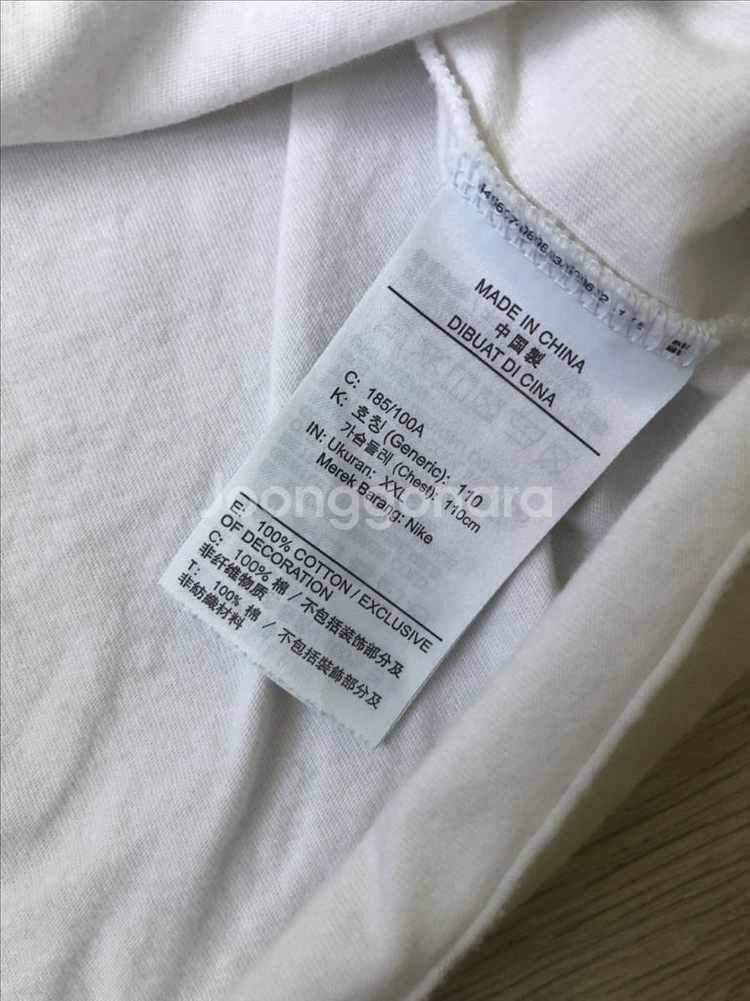 MADE IN CHINA
中国製
DIBUAT DI CINA
C: 185/100A
K: 호칭 (Generic): 110
가슴둘레 (Chest): 110cm
IN: Ukuran: XXL
Merek Barang: Nike
E: 100% COTTON / EXCLUSIVE
OF DECORATION
C: 100% 棉 / 不包括装饰部分及
非纤维物质
T: 100% 棉 / 不包括裝飾部分及
非紡織材料
Joonggonara